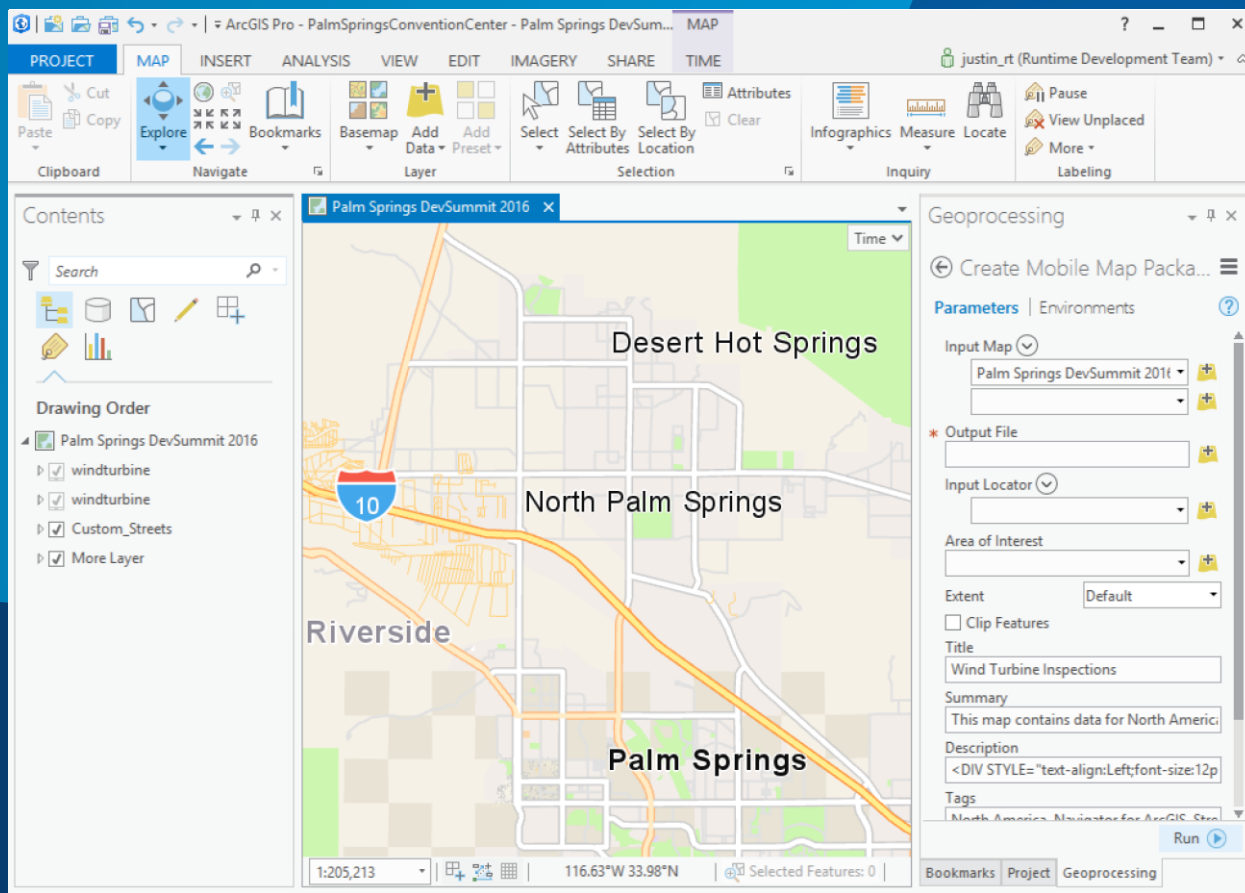 ArcGIS Pro - PalmSpringsConventionCenter - Palm Springs DevSum... MAP ?
PROJECT MAP INSERT ANALYSIS VIEW EDIT IMAGERY SHARE TIME justin_rt (Runtime Development Team)
Paste
Cut
Copy
Clipboard
Explore
Bookmarks
Navigate
Basemap
Add Data
Add Preset
Layer
Select
Select By Attributes
Select By Location
Attributes
Clear
Selection
Infographics
Measure
Locate
Inquiry
Pause
View Unplaced
More
Labeling
Contents
Search
Drawing Order
Palm Springs DevSummit 2016
windturbine
windturbine
Custom_Streets
More Layer
Palm Springs DevSummit 2016
Time
Desert Hot Springs
10
North Palm Springs
Riverside
Palm Springs
1:205,213
116.63°W 33.98°N
Selected Features: 0
Geoprocessing
Create Mobile Map Packa...
Parameters | Environments ?
Input Map
Palm Springs DevSummit 2016
* Output File
Input Locator
Area of Interest
Extent Default
Clip Features
Title
Wind Turbine Inspections
Summary
This map contains data for North America
Description
<DIV STYLE="text-align:Left;font-size:12p
Tags
North America, Navigator for ArcGIS, Stre
Run
Bookmarks Project Geoprocessing